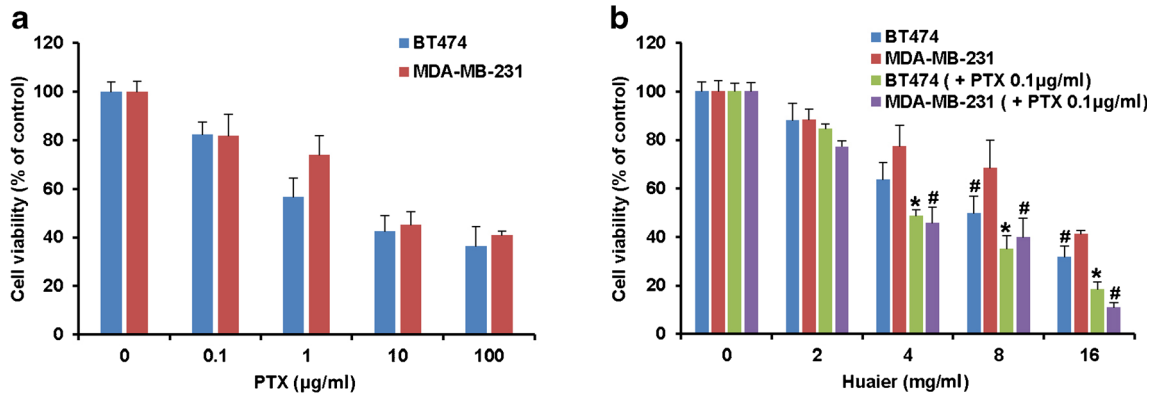 a
BT474
MDA-MB-231
Cell viability (% of control)
120
100
80
60
40
20
0
0 0.1 1 10 100
PTX (µg/ml)
b
BT474
MDA-MB-231
BT474 ( + PTX 0.1µg/ml)
MDA-MB-231 ( + PTX 0.1µg/ml)
Cell viability (% of control)
120
100
80
60
40
20
0
* #
# * #
# * #
0 2 4 8 16
Huaier (mg/ml)